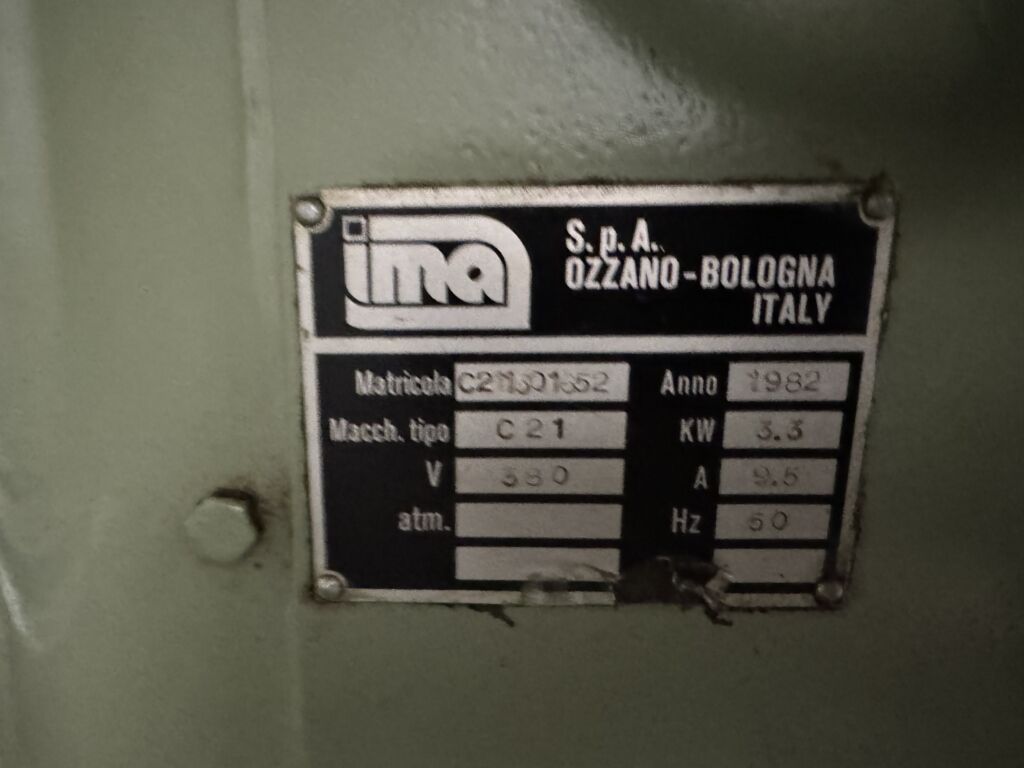 ima
S.p.A.
OZZANO-BOLOGNA
ITALY
Matricola Anno 1982
Macch. tipo C 21 KW 3.3
V 380 A 9.5
atm. Hz 50